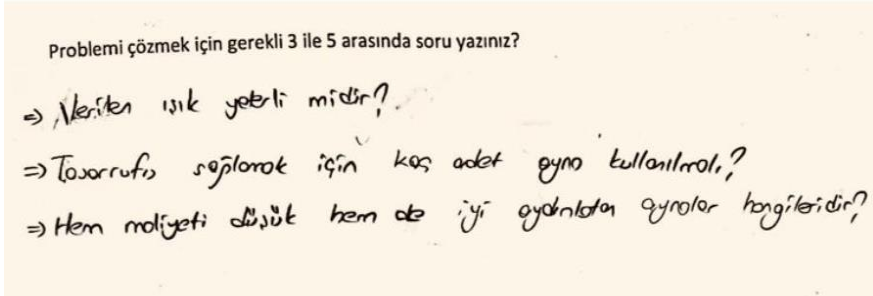 Problemi çözmek için gerekli 3 ile 5 arasında soru yazınız?
=> Verilen ışık yeterli midir?
=> Tasarrufu sağlamak için kaç adet ayna kullanılmalı?
=> Hem maliyeti düşük hem de iyi aydınlatan aynalar hangileridir?